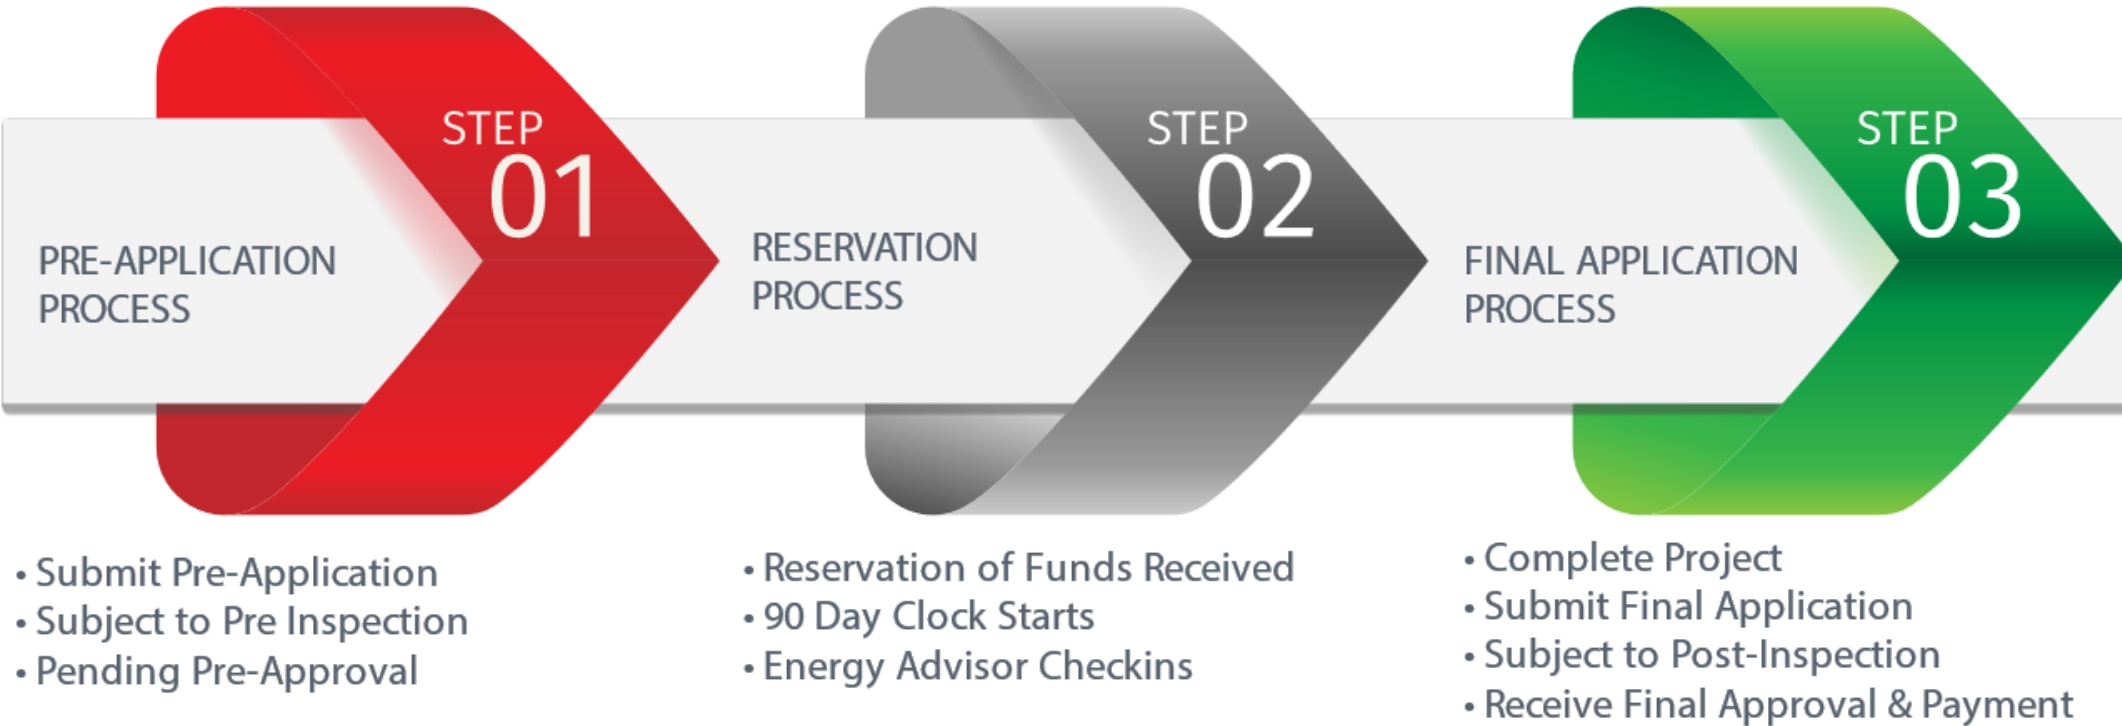 STEP
01
PRE-APPLICATION
PROCESS
• Submit Pre-Application
• Subject to Pre Inspection
• Pending Pre-Approval
STEP
02
RESERVATION
PROCESS
• Reservation of Funds Received
• 90 Day Clock Starts
• Energy Advisor Checkins
STEP
03
FINAL APPLICATION
PROCESS
• Complete Project
• Submit Final Application
• Subject to Post-Inspection
• Receive Final Approval & Payment